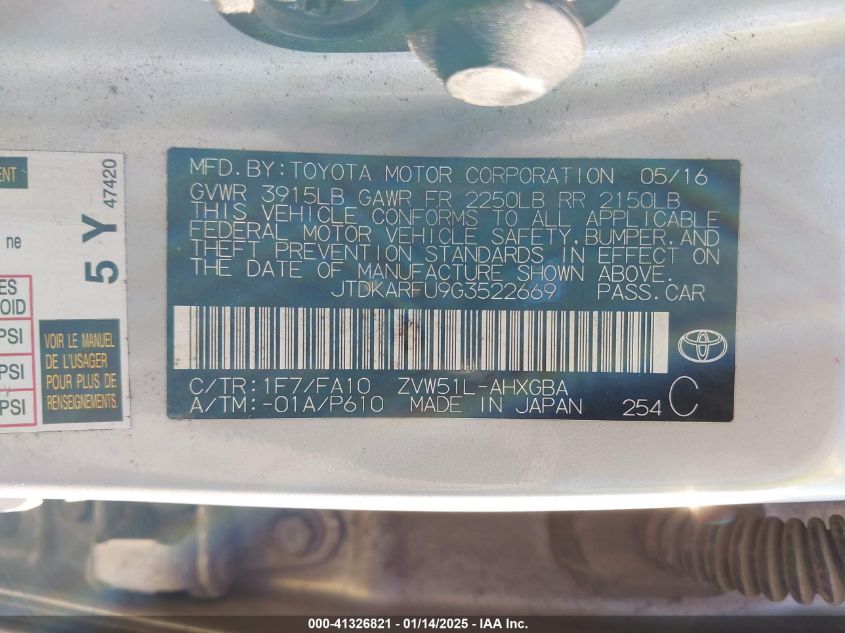 MFD. BY: TOYOTA MOTOR CORPORATION 05/16
GVWR 3915LB GAWR FR 2250LB RR 2150LB
THIS VEHICLE CONFORMS TO ALL APPLICABLE
FEDERAL MOTOR VEHICLE SAFETY, BUMPER, AND
THEFT PREVENTION STANDARDS IN EFFECT ON
THE DATE OF MANUFACTURE SHOWN ABOVE.
JTDKARFU9G3522669 PASS.CAR
C/TR: 1F7/FA10 ZVW51L-AHXGBA
A/TM: -01A/P610 MADE IN JAPAN 254 C
ENT
5 Y 47420
ne
ES
OID
PSI
PSI
PSI
VOIR LE MANUEL
DE L'USAGER
POUR PLUS DE
RENSEIGNEMENTS.
000-41326821 - 01/14/2025 - IAA Inc.